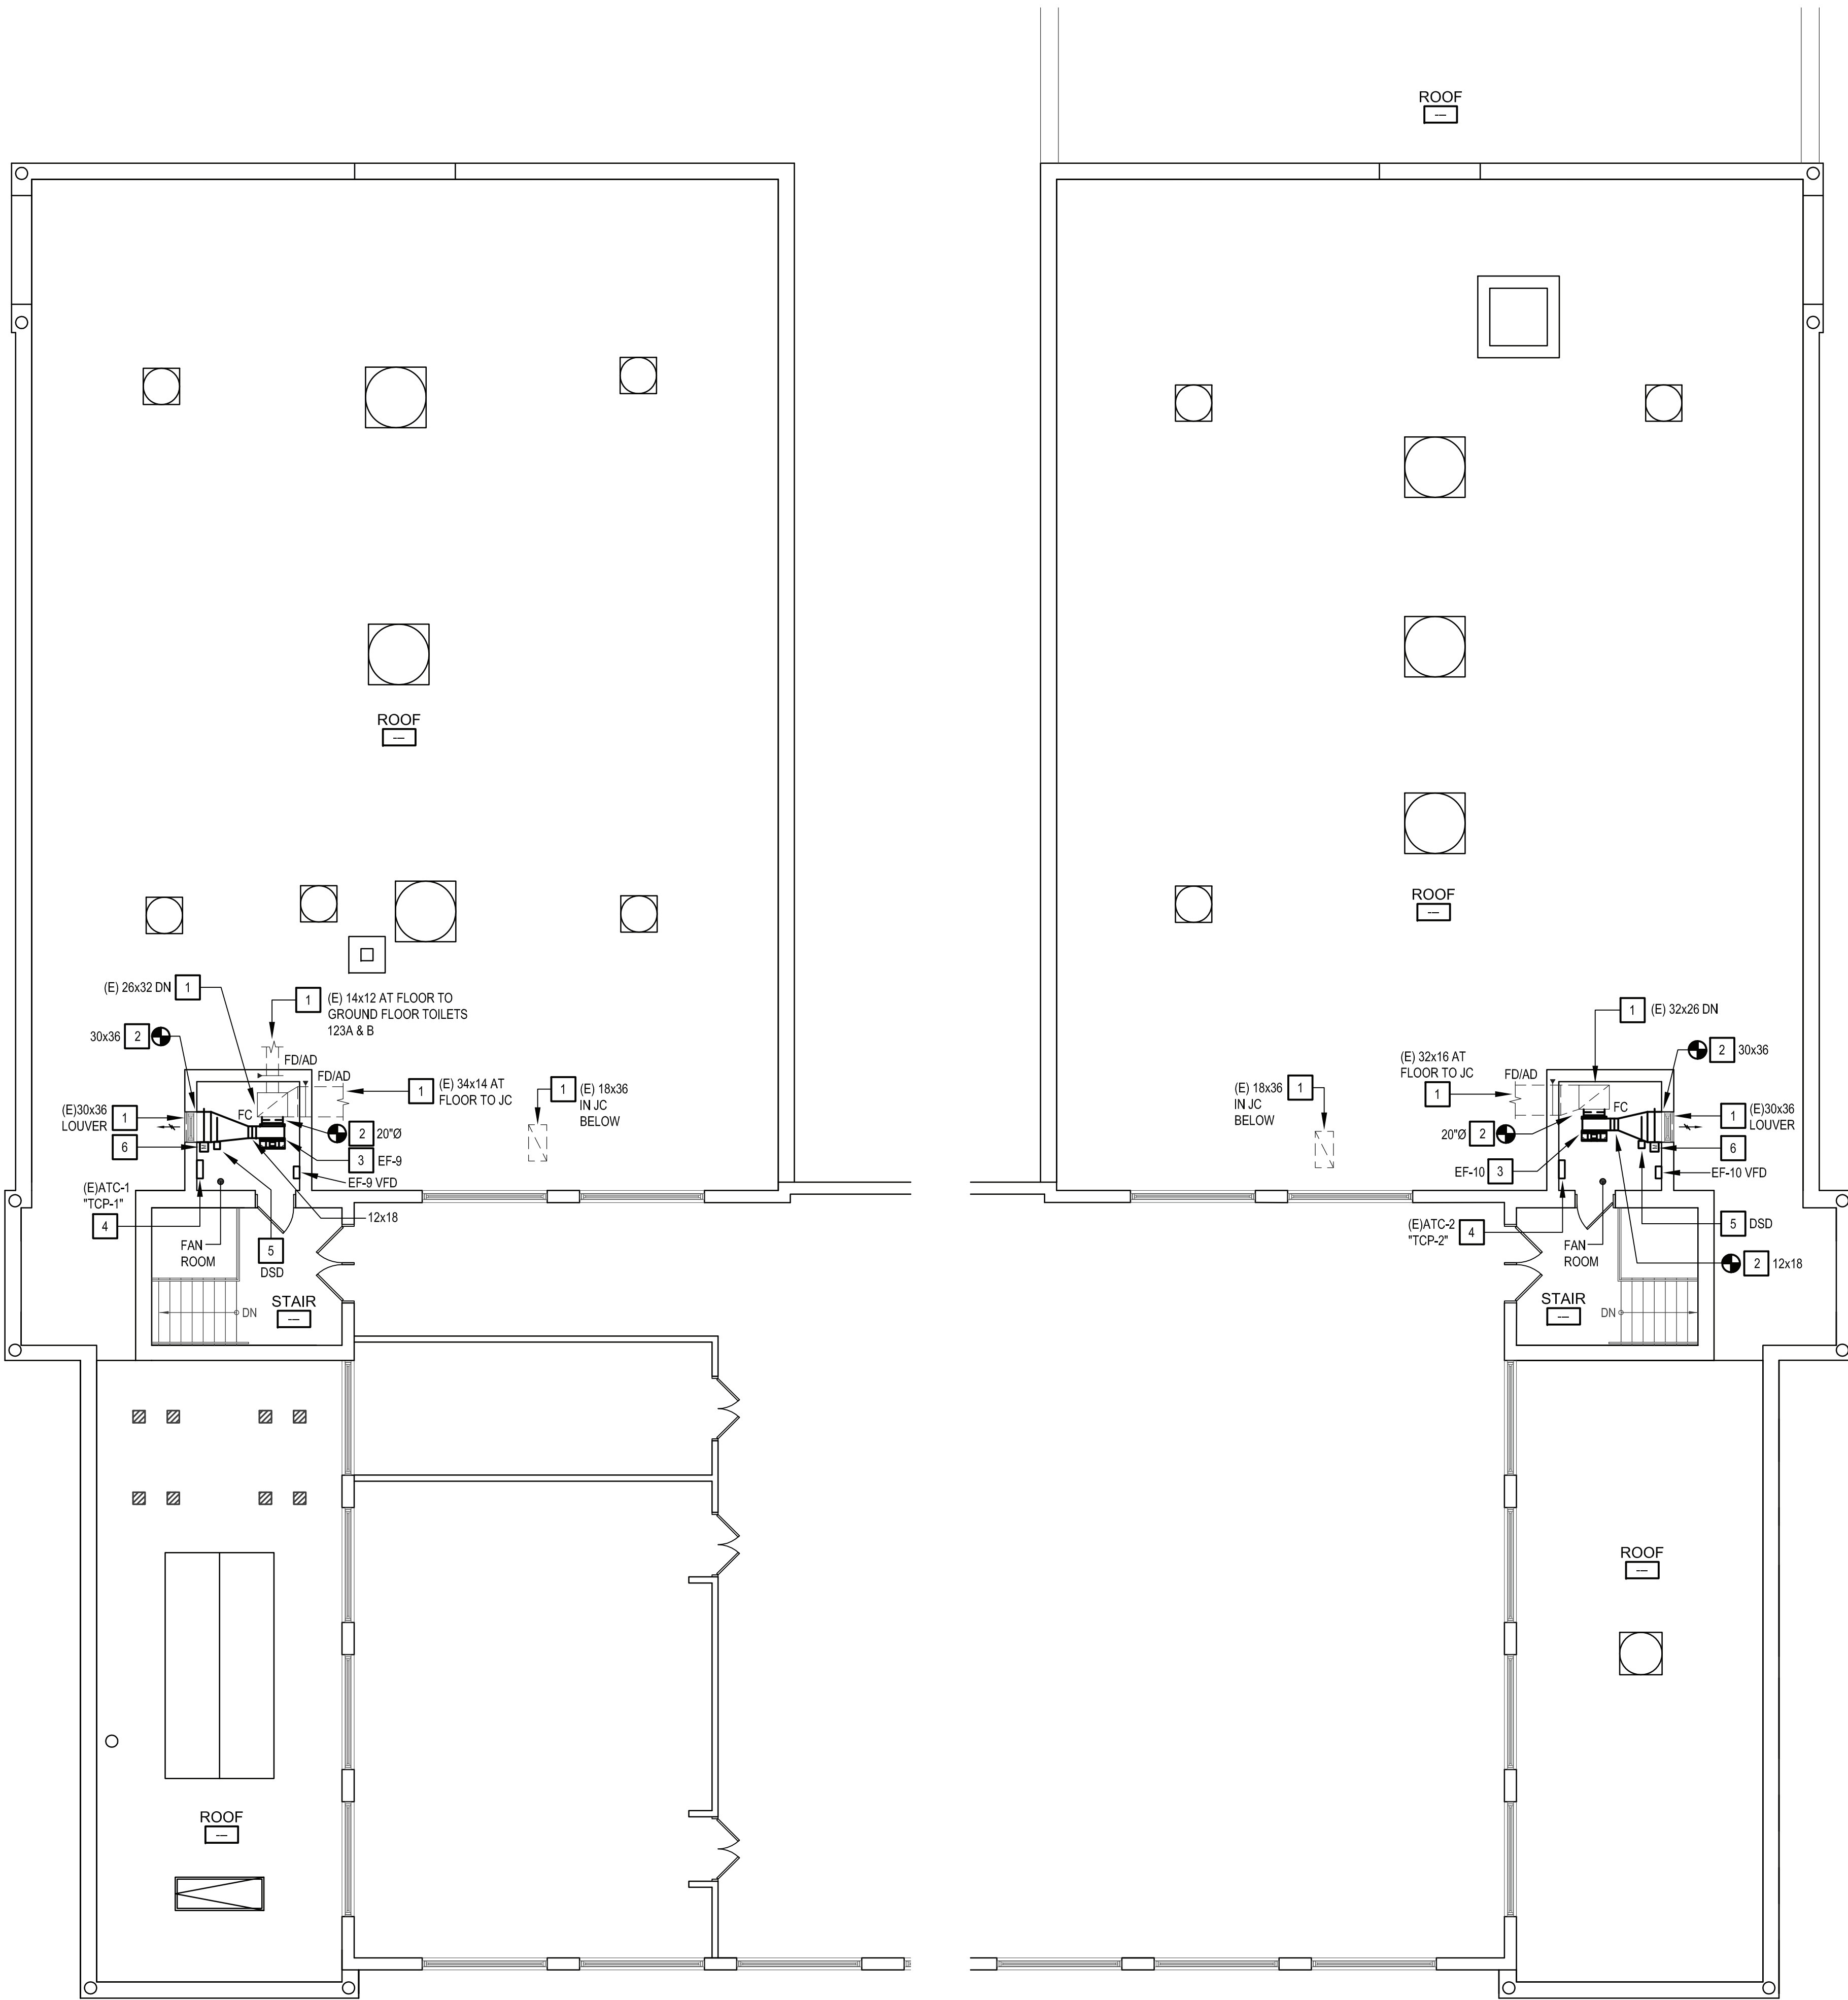 ROOF
---
ROOF
---
ROOF
---
(E) 26x32 DN 1
1 (E) 14x12 AT FLOOR TO
GROUND FLOOR TOILETS
123A & B
30x36 2
FD/AD
FD/AD
1 (E) 34x14 AT
FLOOR TO JC
1 (E) 18x36
IN JC
BELOW
(E)30x36
LOUVER
1
FC
6
2 20"Ø
3 EF-9
EF-9 VFD
(E)ATC-1
"TCP-1"
4
12x18
FAN
ROOM
5
DSD
DN
STAIR
---
1 (E) 32x26 DN
2 30x36
(E) 32x16 AT
FLOOR TO JC
1
FD/AD
(E) 18x36 1
IN JC
BELOW
FC
1 (E)30x36
LOUVER
20"Ø 2
6
EF-10 3
EF-10 VFD
(E)ATC-2
"TCP-2"
4
5 DSD
FAN
ROOM
2 12x18
STAIR
---
DN
ROOF
---
ROOF
---